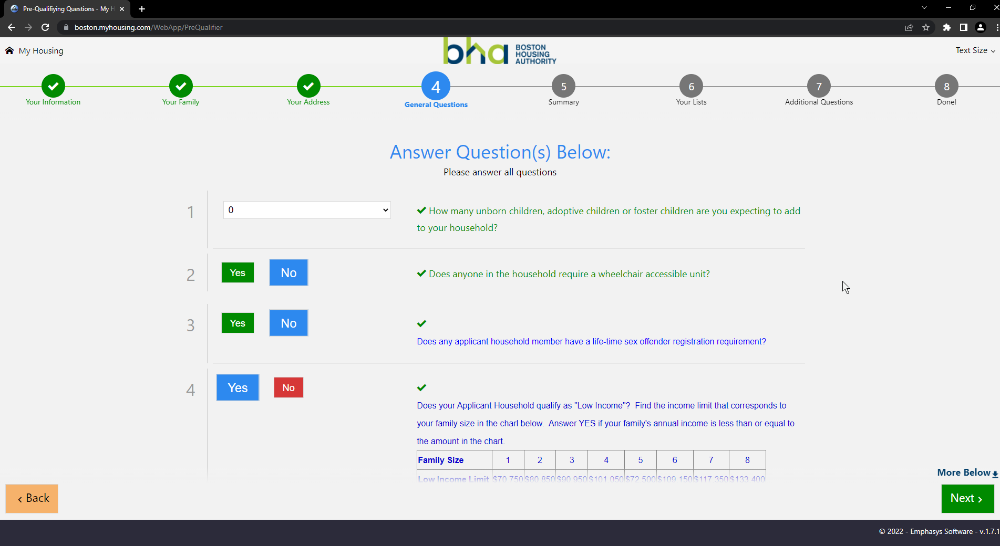 Pre-Qualifiying Questions - My H
boston.myhousing.com/WebApp/PreQualifier
My Housing
bha BOSTON
HOUSING
AUTHORITY
Text Size
Your Information
Your Family
Your Address
4
General Questions
5
Summary
6
Your Lists
7
Additional Questions
8
Done!
Answer Question(s) Below:
Please answer all questions
1
0
How many unborn children, adoptive children or foster children are you expecting to add
to your household?
2
Yes No
Does anyone in the household require a wheelchair accessible unit?
3
Yes No
Does any applicant household member have a life-time sex offender registration requirement?
4
Yes No
Does your Applicant Household qualify as "Low Income"? Find the income limit that corresponds to
your family size in the charl below. Answer YES if your family's annual income is less than or equal to
the amount in the chart.
Family Size 1 2 3 4 5 6 7 8
Low Income Limit $70,750 $80,850 $90,950 $101,050 $72,500 $109,150 $117,350 $133,400
More Below
‹ Back
Next ›
© 2022 - Emphasys Software - v.1.7.1